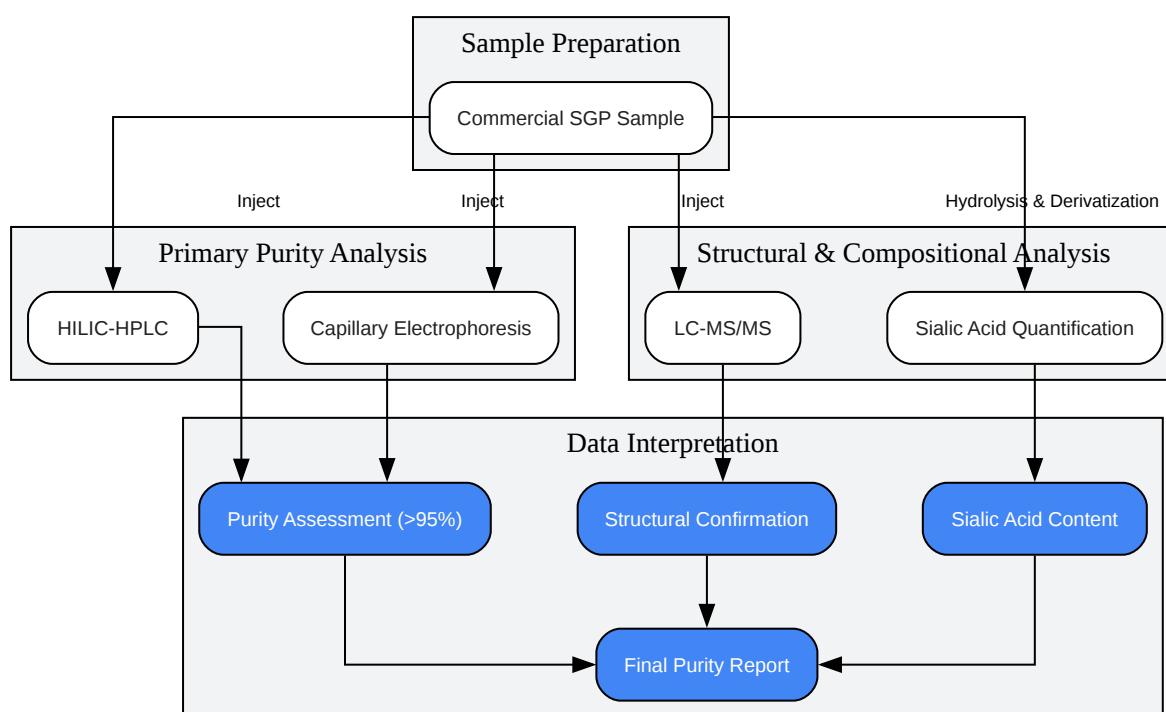 Sample Preparation
Commercial SGP Sample
Inject
Inject
Inject
Hydrolysis & Derivatization
Primary Purity Analysis
Structural & Compositional Analysis
HILIC-HPLC
Capillary Electrophoresis
LC-MS/MS
Sialic Acid Quantification
Data Interpretation
Purity Assessment (>95%)
Structural Confirmation
Sialic Acid Content
Final Purity Report